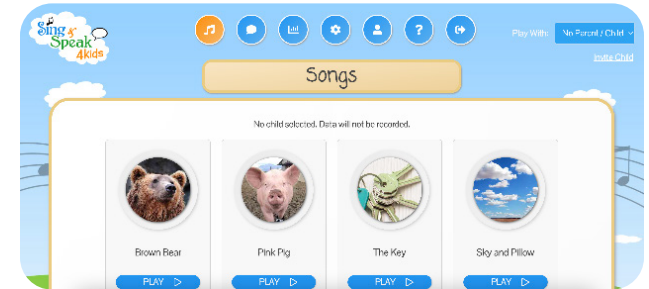 Sing &
Speak
4kids
?
Play With: No Parent / Child
Invite Child
Songs
No child selected. Data will not be recorded.
Brown Bear
Pink Pig
The Key
Sky and Pillow
PLAY
PLAY
PLAY
PLAY